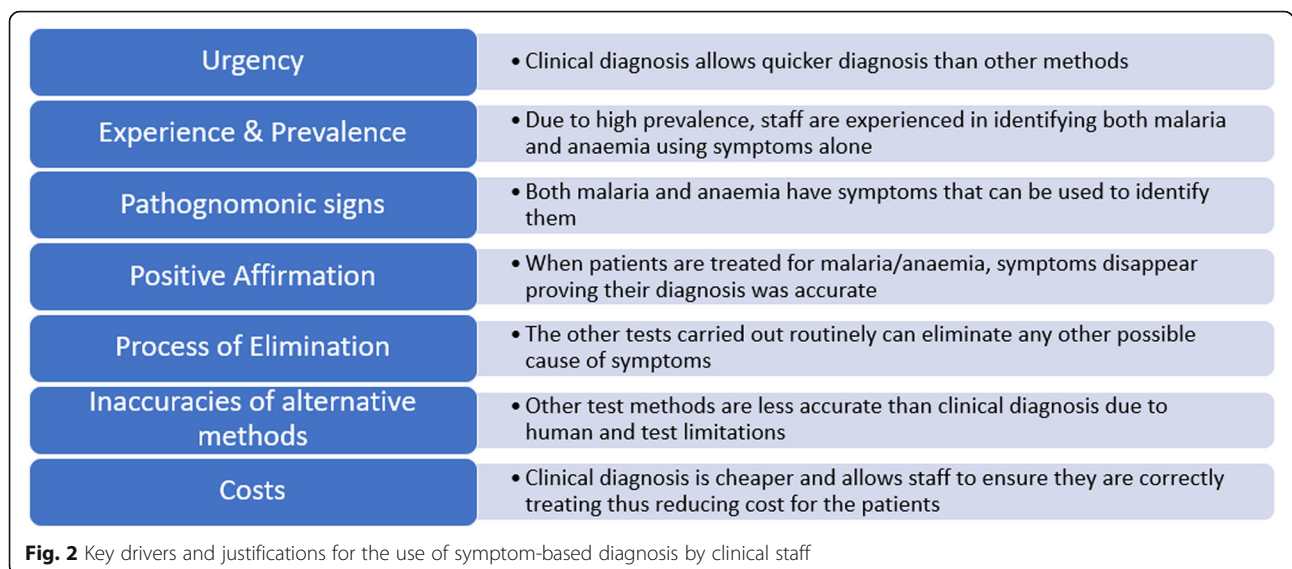 Urgency
• Clinical diagnosis allows quicker diagnosis than other methods
Experience & Prevalence
• Due to high prevalence, staff are experienced in identifying both malaria
and anaemia using symptoms alone
Pathognomonic signs
• Both malaria and anaemia have symptoms that can be used to identify
them
Positive Affirmation
• When patients are treated for malaria/anaemia, symptoms disappear
proving their diagnosis was accurate
Process of Elimination
• The other tests carried out routinely can eliminate any other possible
cause of symptoms
Inaccuracies of alternative
methods
• Other test methods are less accurate than clinical diagnosis due to
human and test limitations
Costs
• Clinical diagnosis is cheaper and allows staff to ensure they are correctly
treating thus reducing cost for the patients
Fig. 2 Key drivers and justifications for the use of symptom-based diagnosis by clinical staff